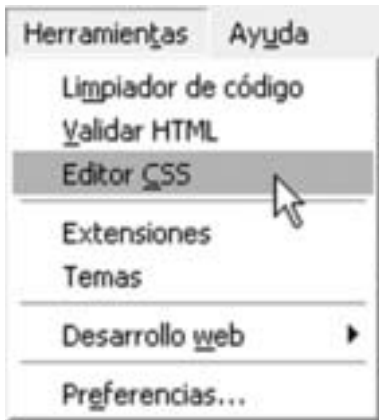 Herramientas Ayuda
Limpiador de código
Validar HTML
Editor CSS
Extensiones
Temas
Desarrollo web
Preferencias...